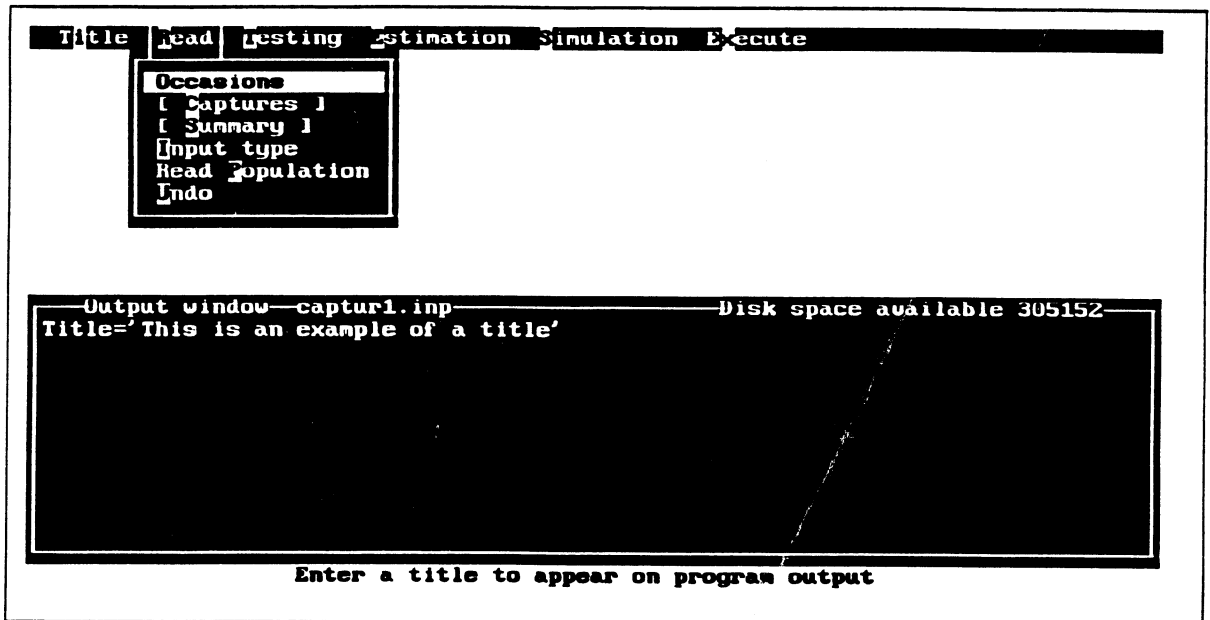 Title Read Testing Estimation Simulation Execute
Occasions
[ Captures ]
[ Summary ]
Input type
Read Population
Undo
Output window—captur1.inp Disk space available 305152
Title='This is an example of a title'
Enter a title to appear on program output